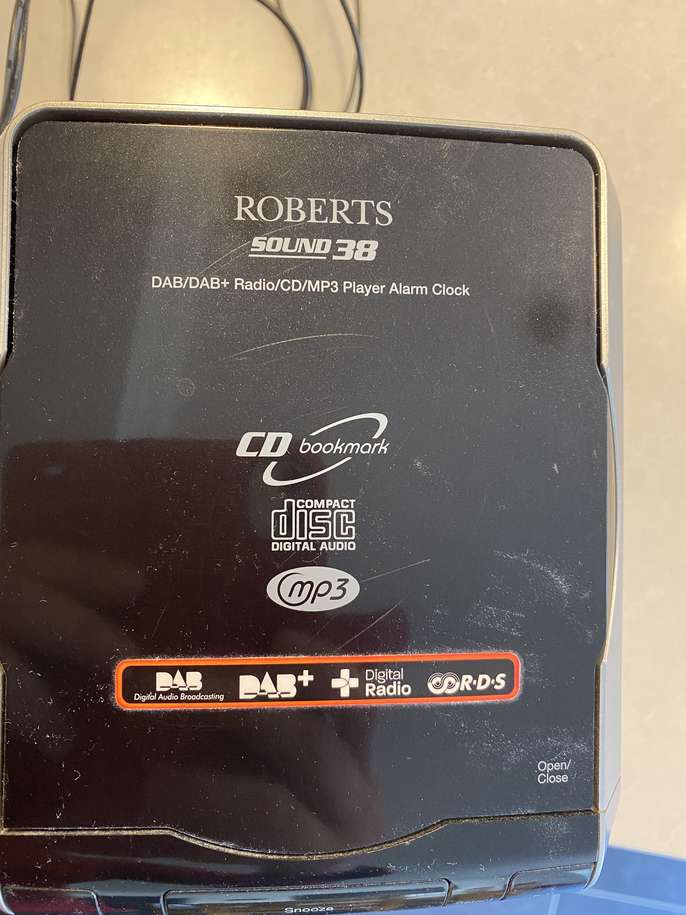 ROBERTS
SOUND 38
DAB/DAB+ Radio/CD/MP3 Player Alarm Clock
CD bookmark
COMPACT
disc
DIGITAL AUDIO
mp3
DAB
Digital Audio Broadcasting
DAB+
Digital
Radio
R·D·S
Open/
Close
Snooze